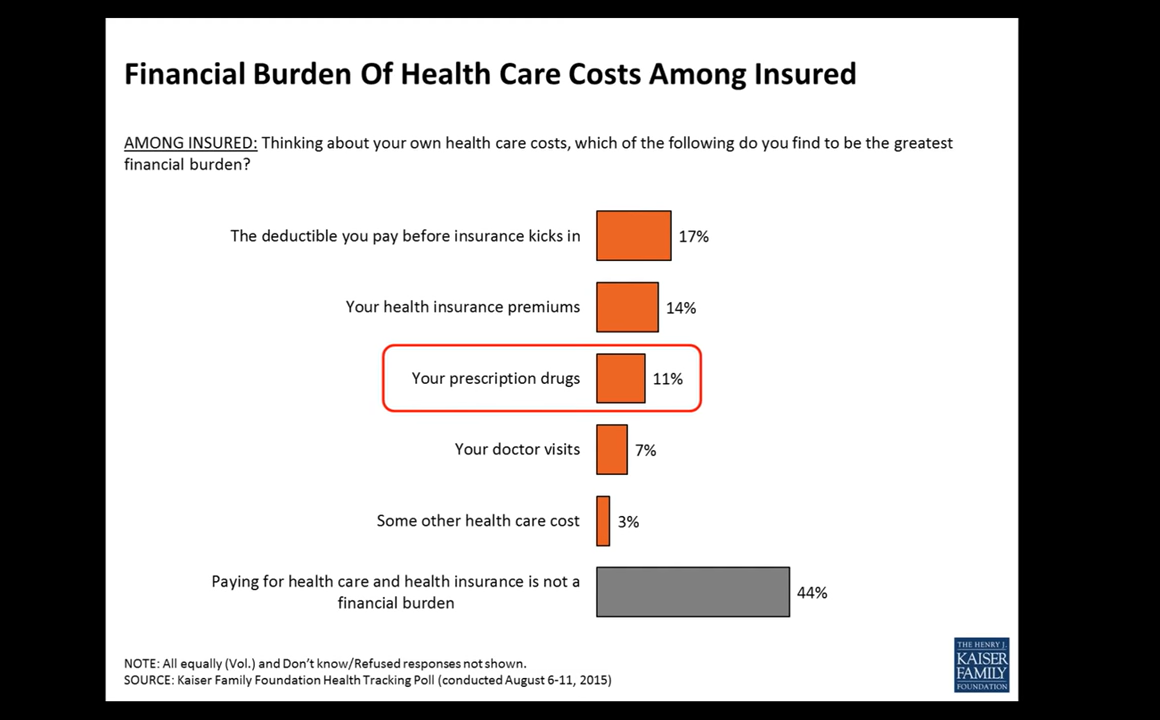 Financial Burden Of Health Care Costs Among Insured
AMONG INSURED: Thinking about your own health care costs, which of the following do you find to be the greatest
financial burden?
The deductible you pay before insurance kicks in
17%
Your health insurance premiums
14%
Your prescription drugs
11%
Your doctor visits
7%
Some other health care cost
3%
Paying for health care and health insurance is not a
financial burden
44%
NOTE: All equally (Vol.) and Don’t know/Refused responses not shown.
SOURCE: Kaiser Family Foundation Health Tracking Poll (conducted August 6-11, 2015)
THE HENRY J.
KAISER
FAMILY
FOUNDATION